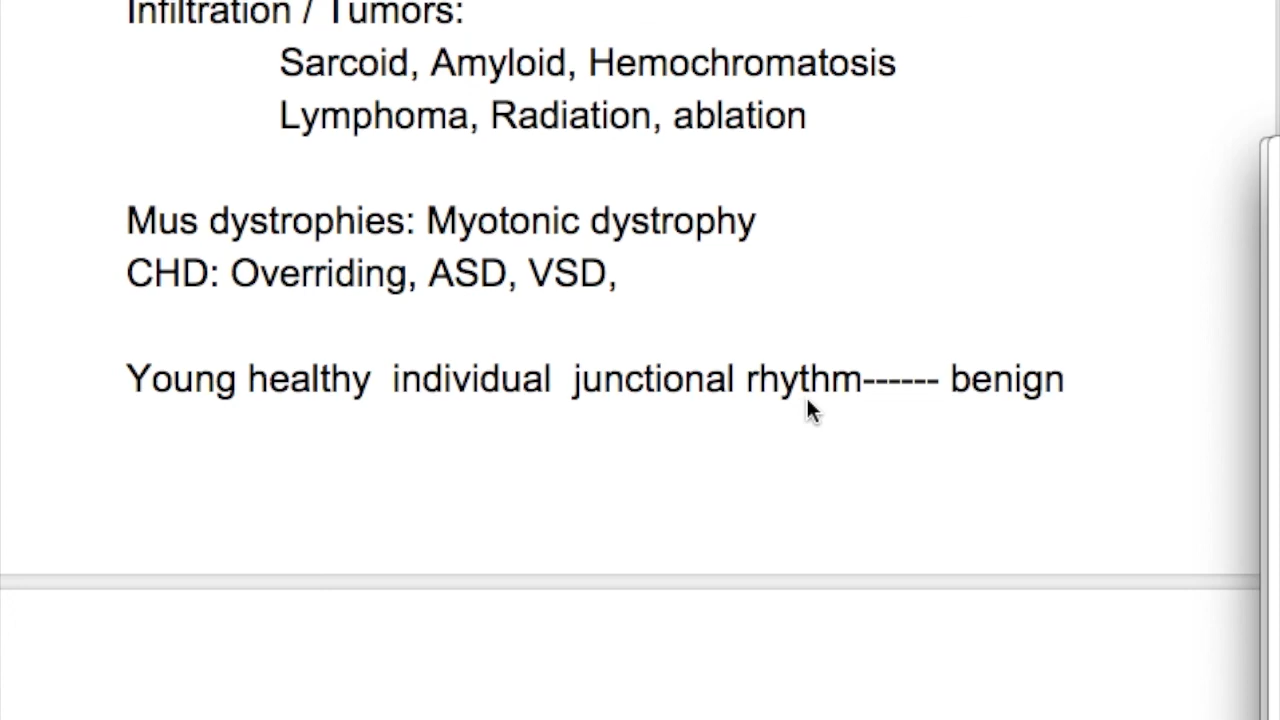 Infiltration / Tumors:
Sarcoid, Amyloid, Hemochromatosis
Lymphoma, Radiation, ablation
Mus dystrophies: Myotonic dystrophy
CHD: Overriding, ASD, VSD,
Young healthy  individual  junctional rhythm------ benign